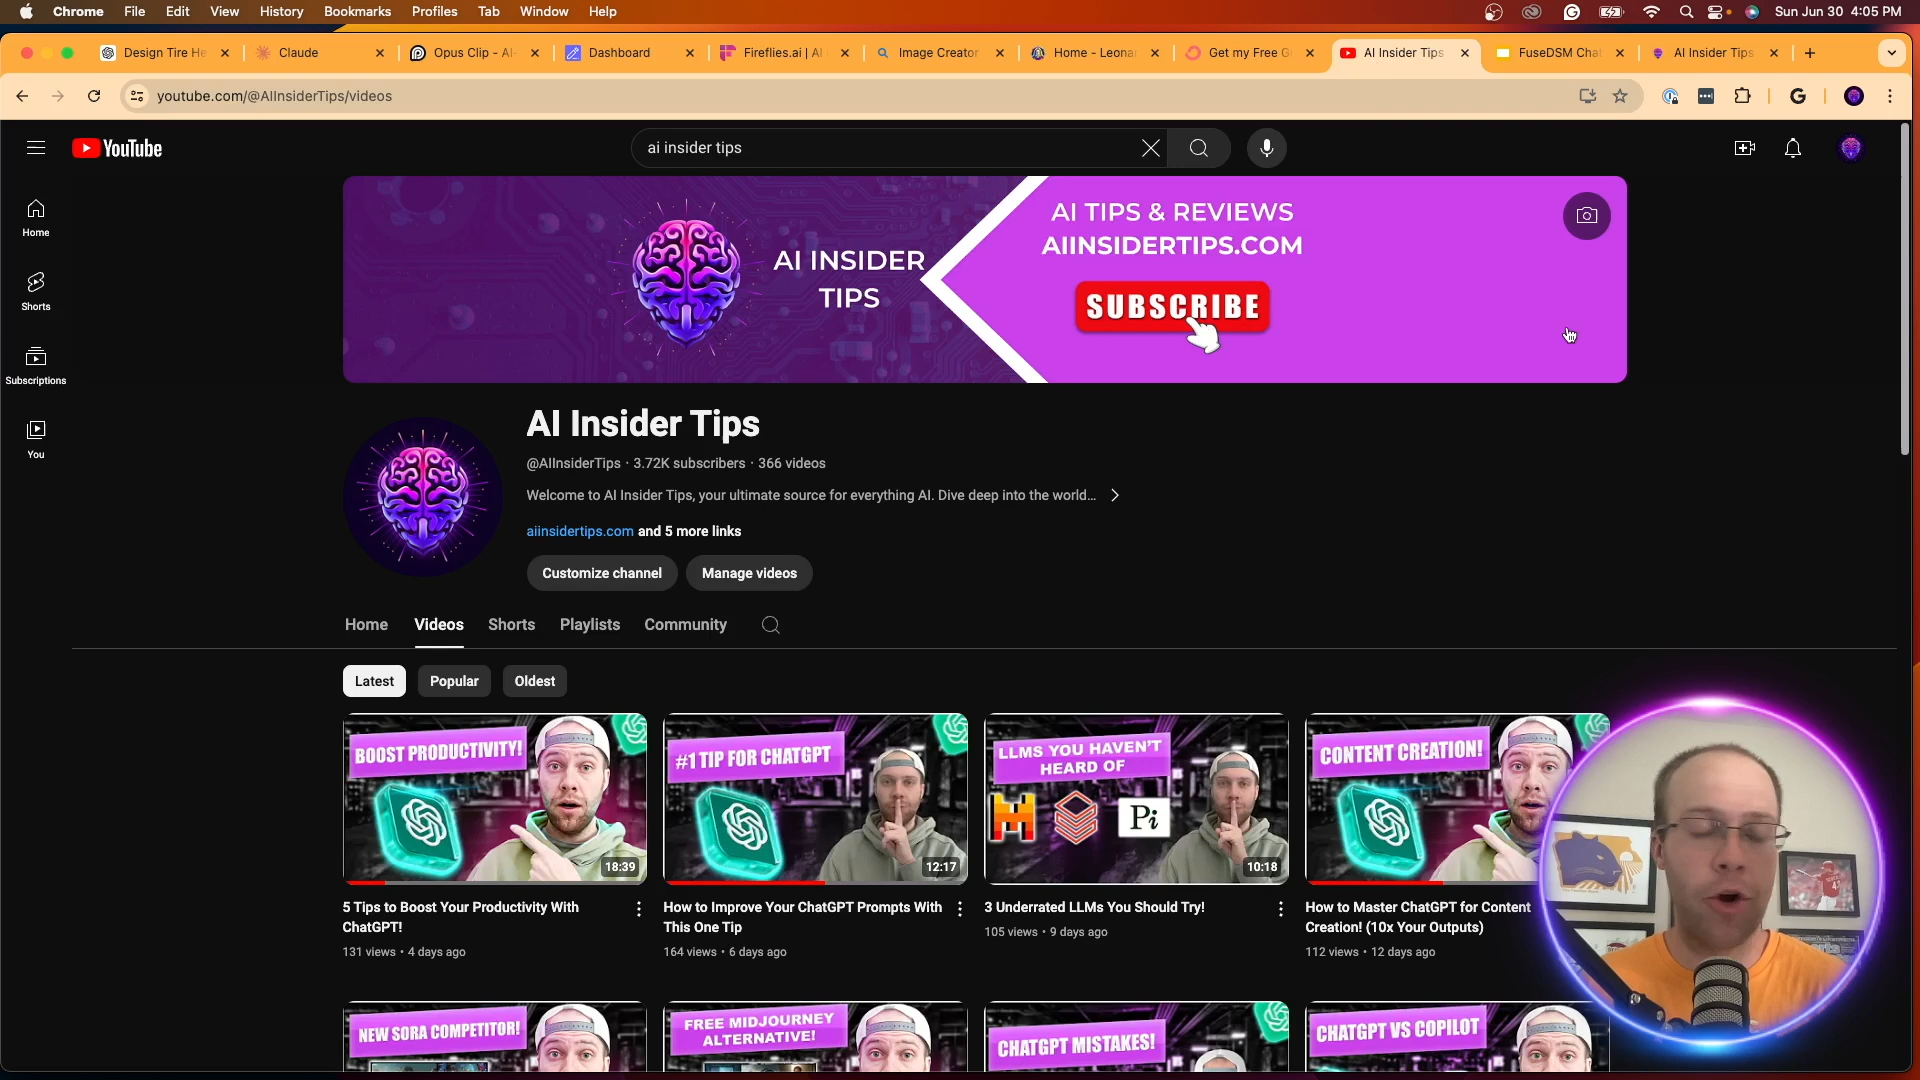 Chrome File Edit View History Bookmarks Profiles Tab Window Help Sun Jun 30 4:05 PM
Design Tire He Claude Opus Clip - AI- Dashboard Fireflies.ai | AI Image Creator Home - Leona Get my Free G AI Insider Tips FuseDSM Cha AI Insider Tips
youtube.com/@AIInsiderTips/videos
YouTube
ai insider tips
Home
Shorts
Subscriptions
You
AI INSIDER
TIPS
AI TIPS & REVIEWS
AIINSIDERTIPS.COM
SUBSCRIBE
AI Insider Tips
@AIInsiderTips · 3.72K subscribers · 366 videos
Welcome to AI Insider Tips, your ultimate source for everything AI. Dive deep into the world...
aiinsidertips.com and 5 more links
Customize channel Manage videos
Home Videos Shorts Playlists Community
Latest Popular Oldest
BOOST PRODUCTIVITY!
18:39
5 Tips to Boost Your Productivity With
ChatGPT!
131 views • 4 days ago
#1 TIP FOR CHATGPT
12:17
How to Improve Your ChatGPT Prompts With
This One Tip
164 views • 6 days ago
LLMS YOU HAVEN'T
HEARD OF
Pi
10:18
3 Underrated LLMs You Should Try!
105 views • 9 days ago
CONTENT CREATION!
How to Master ChatGPT for Content
Creation! (10x Your Outputs)
112 views • 12 days ago
NEW SORA COMPETITOR!
FREE MIDJOURNEY
ALTERNATIVE!
CHATGPT MISTAKES!
CHATGPT VS COPILOT